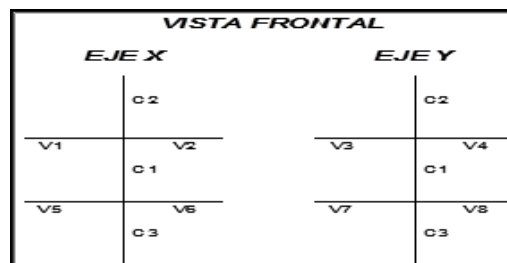 VISTA FRONTAL
EJE X EJE Y
C2 C2
V1 V2 V3 V4
C1 C1
V5 V6 V7 V8
C3 C3